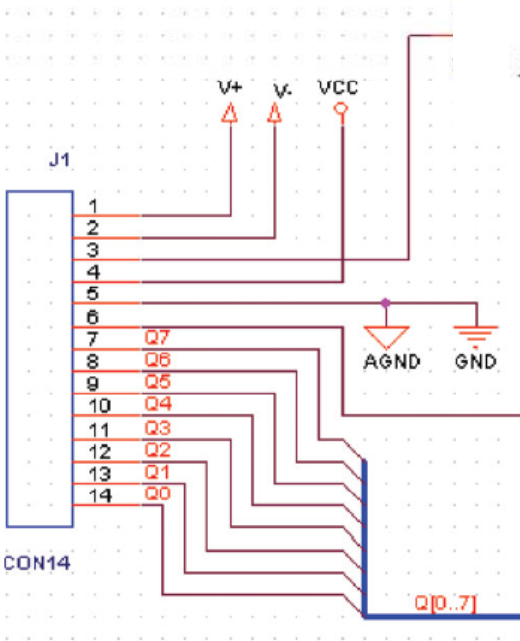 V+
V-
VCC
J1
1
2
3
4
5
6
7 Q7
8 Q6
9 Q5
10 Q4
11 Q3
12 Q2
13 Q1
14 Q0
AGND
GND
CON14
Q[0..7]